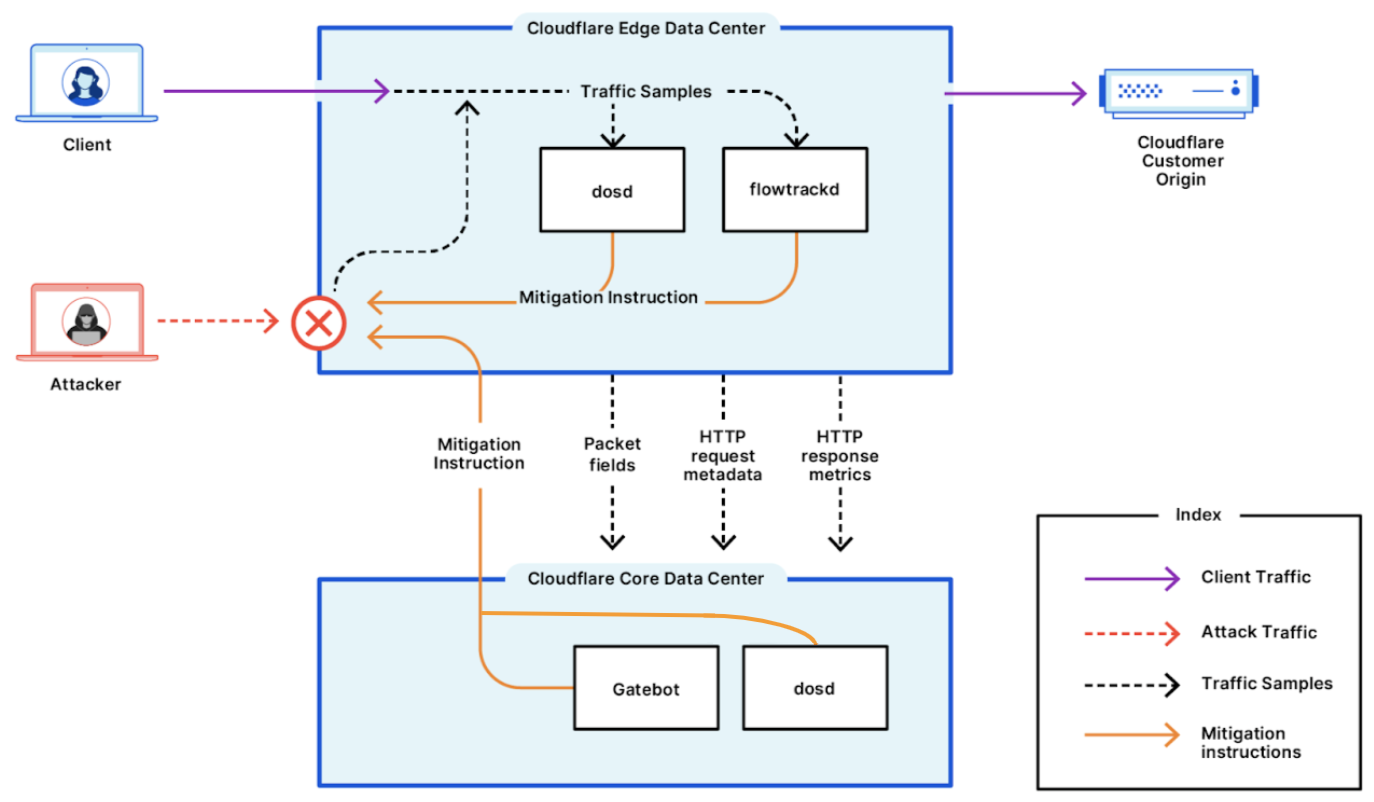 Cloudflare Edge Data Center
Client
Traffic Samples
Cloudflare
Customer
Origin
dosd
flowtrackd
Mitigation Instruction
Attacker
Mitigation
Instruction
Packet
fields
HTTP
request
metadata
HTTP
response
metrics
Cloudflare Core Data Center
Gatebot
dosd
Index
Client Traffic
Attack Traffic
Traffic Samples
Mitigation
instructions